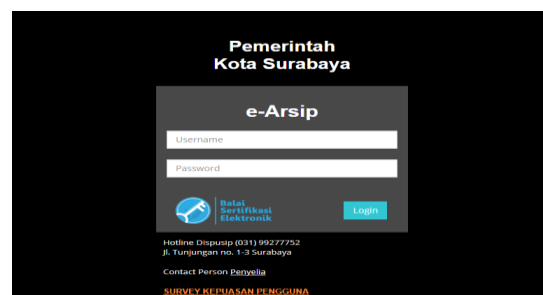 Pemerintah
Kota Surabaya
e-Arsip
Username
Password
Balai
Sertifikasi
Elektronik
Login
Hotline Dispusip (031) 99277752
Jl. Tunjungan no. 1-3 Surabaya
Contact Person Penyelia
SURVEY KEPUASAN PENGGUNA